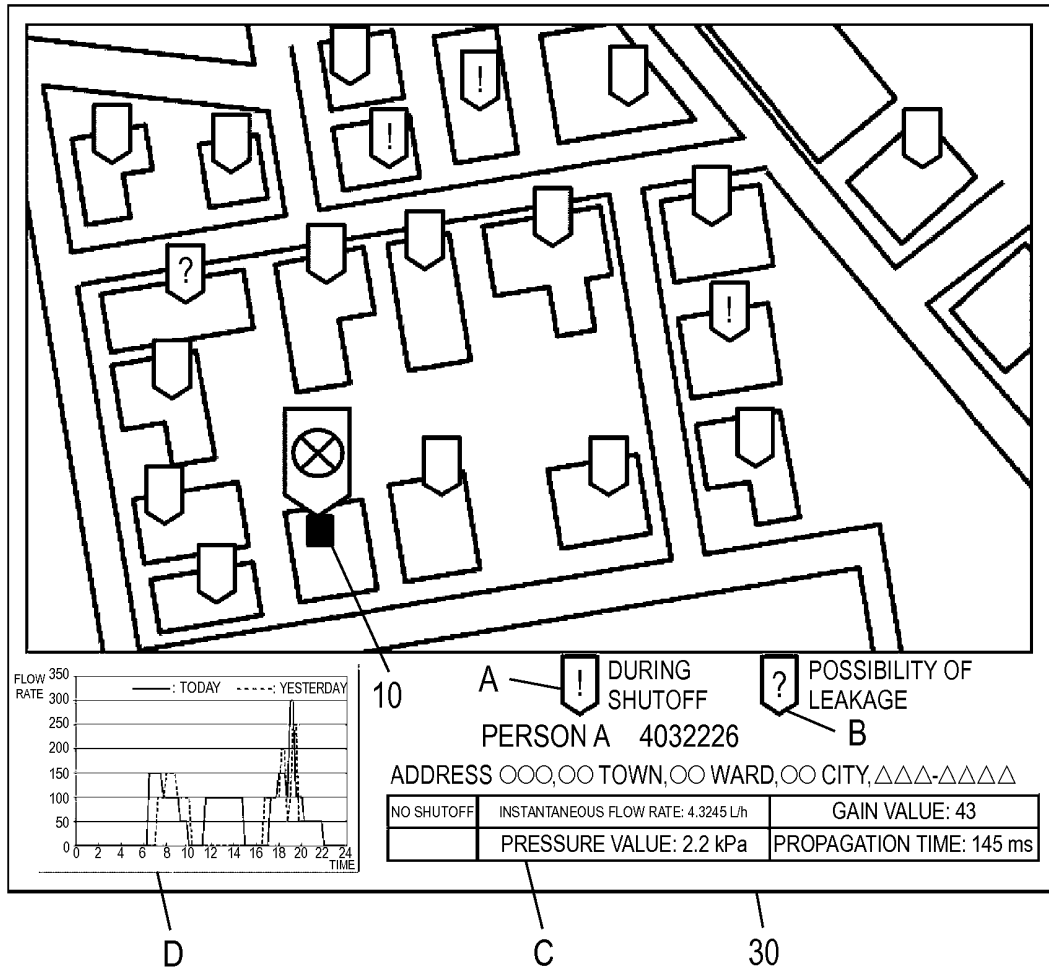 !
!
?
!
10
A
! DURING SHUTOFF
? POSSIBILITY OF LEAKAGE
B
PERSON A 4032226
ADDRESS ○○○,○○ TOWN,○○ WARD,○○ CITY,△△△-△△△△
NO SHUTOFF INSTANTANEOUS FLOW RATE: 4.3245 L/h GAIN VALUE: 43
PRESSURE VALUE: 2.2 kPa PROPAGATION TIME: 145 ms
FLOW RATE
: TODAY : YESTERDAY
350
300
250
200
150
100
50
0
0 2 4 6 8 10 12 14 16 18 20 22 24
TIME
D
C
30